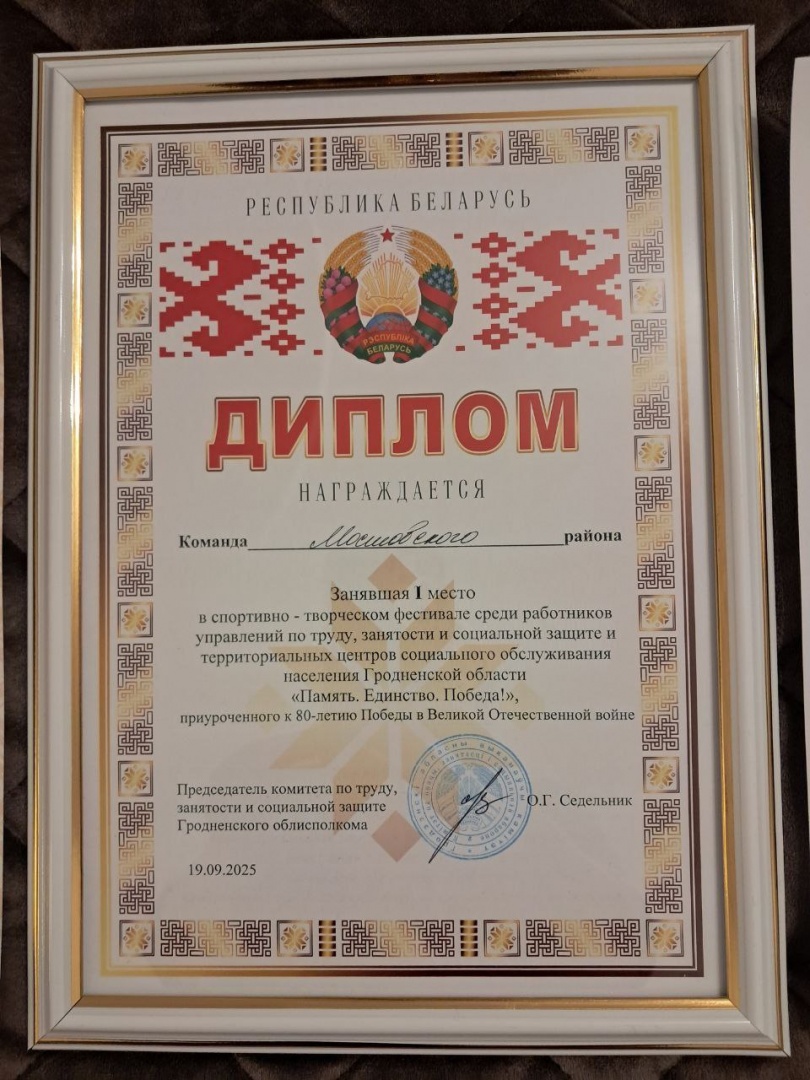 РЕСПУБЛИКА БЕЛАРУСЬ
РЭСПУБЛІКА
БЕЛАРУСЬ
ДИПЛОМ
НАГРАЖДАЕТСЯ
Команда Мостовского района
Занявшая I место
в спортивно - творческом фестивале среди работников
управлений по труду, занятости и социальной защите и
территориальных центров социального обслуживания
населения Гродненской области
«Память. Единство. Победа!»,
приуроченного к 80-летию Победы в Великой Отечественной войне
Председатель комитета по труду,
занятости и социальной защите
Гродненского облисполкома
О.Г. Седельник
19.09.2025